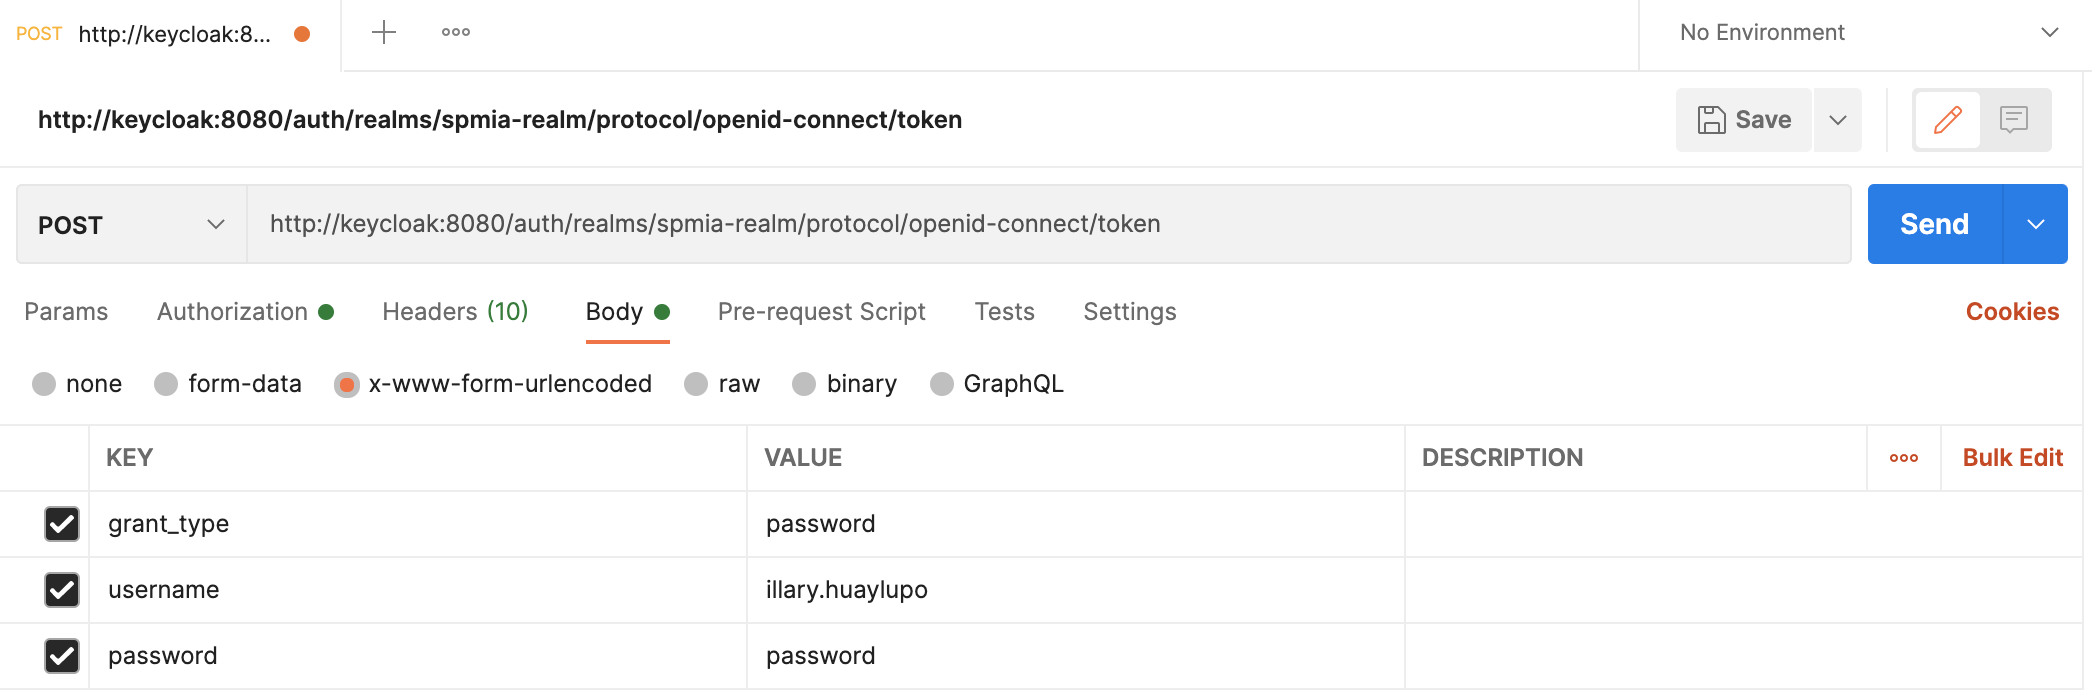 POST http://keycloak:8... No Environment
http://keycloak:8080/auth/realms/spmia-realm/protocol/openid-connect/token Save
POST http://keycloak:8080/auth/realms/spmia-realm/protocol/openid-connect/token Send
Params Authorization Headers (10) Body Pre-request Script Tests Settings Cookies
none form-data x-www-form-urlencoded raw binary GraphQL
KEY VALUE DESCRIPTION Bulk Edit
grant_type password
username illary.huaylupo
password password